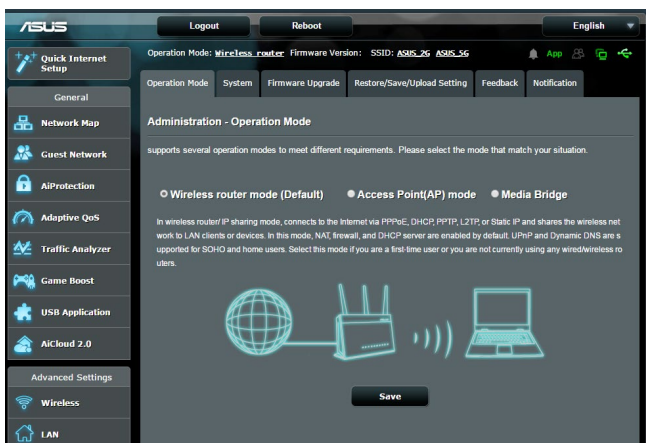 ASUS
Logout
Reboot
English
Quick Internet
Setup
Operation Mode: Wireless router Firmware Version: SSID: ASUS_2G ASUS_5G
App
Operation Mode
System
Firmware Upgrade
Restore/Save/Upload Setting
Feedback
Notification
General
Network Map
Guest Network
AiProtection
Adaptive QoS
Traffic Analyzer
Game Boost
USB Application
AiCloud 2.0
Advanced Settings
Wireless
LAN
Administration - Operation Mode
supports several operation modes to meet different requirements. Please select the mode that match your situation.
Wireless router mode (Default)
Access Point(AP) mode
Media Bridge
In wireless router/ IP sharing mode, connects to the Internet via PPPoE, DHCP, PPTP, L2TP, or Static IP and shares the wireless net
work to LAN clients or devices. In this mode, NAT, firewall, and DHCP server are enabled by default. UPnP and Dynamic DNS are s
upported for SOHO and home users. Select this mode if you are a first-time user or you are not currently using any wired/wireless ro
uters.
Save